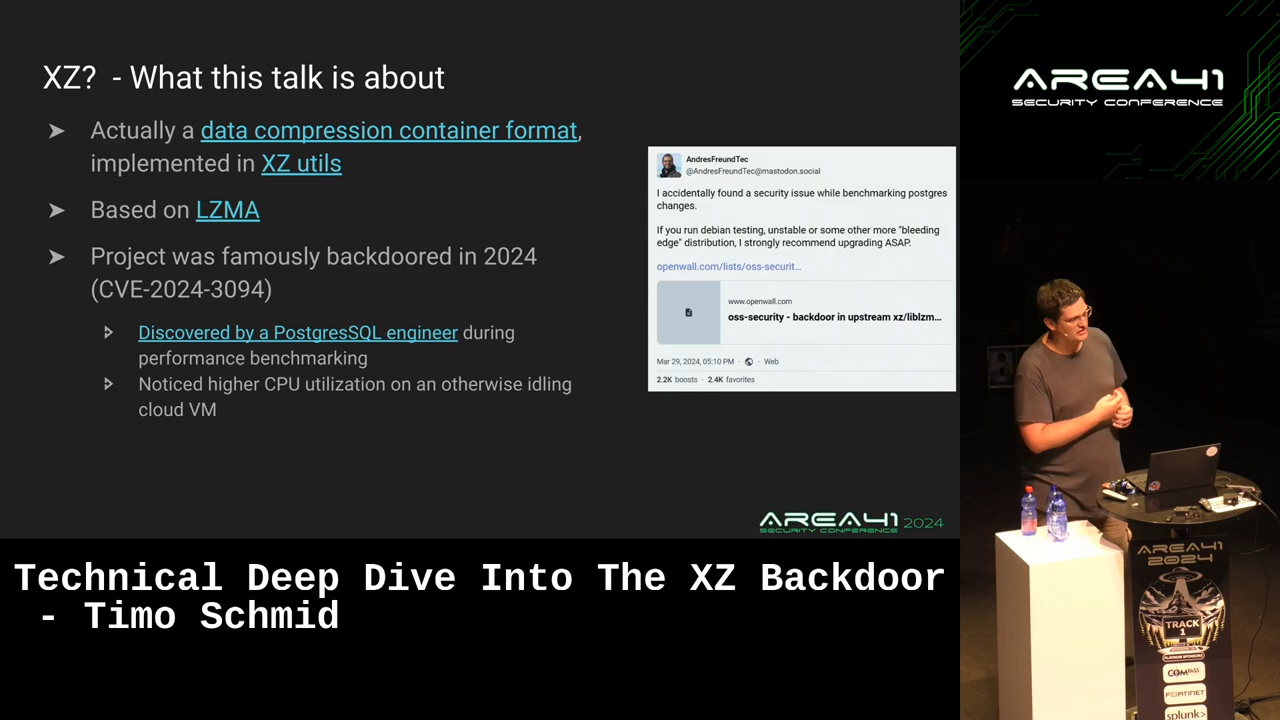 XZ? - What this talk is about
➤ Actually a data compression container format,
implemented in XZ utils
➤ Based on LZMA
➤ Project was famously backdoored in 2024
(CVE-2024-3094)
Discovered by a PostgresSQL engineer during
performance benchmarking
Noticed higher CPU utilization on an otherwise idling
cloud VM
AndresFreundTec
@AndresFreundTec@mastodon.social
I accidentally found a security issue while benchmarking postgres
changes.
If you run debian testing, unstable or some other more "bleeding
edge" distribution, I strongly recommend upgrading ASAP.
openwall.com/lists/oss-securit...
www.openwall.com
oss-security - backdoor in upstream xz/liblzm...
Mar 29, 2024, 05:10 PM · Web
2.2K boosts · 2.4K favorites
AREA41 2024
SECURITY CONFERENCE
Technical Deep Dive Into The XZ Backdoor
- Timo Schmid
AREA41
SECURITY CONFERENCE
AREA41
2024
TRACK
1
PLATINUM SPONSORS
COMPASS
FORTINET
splunk>